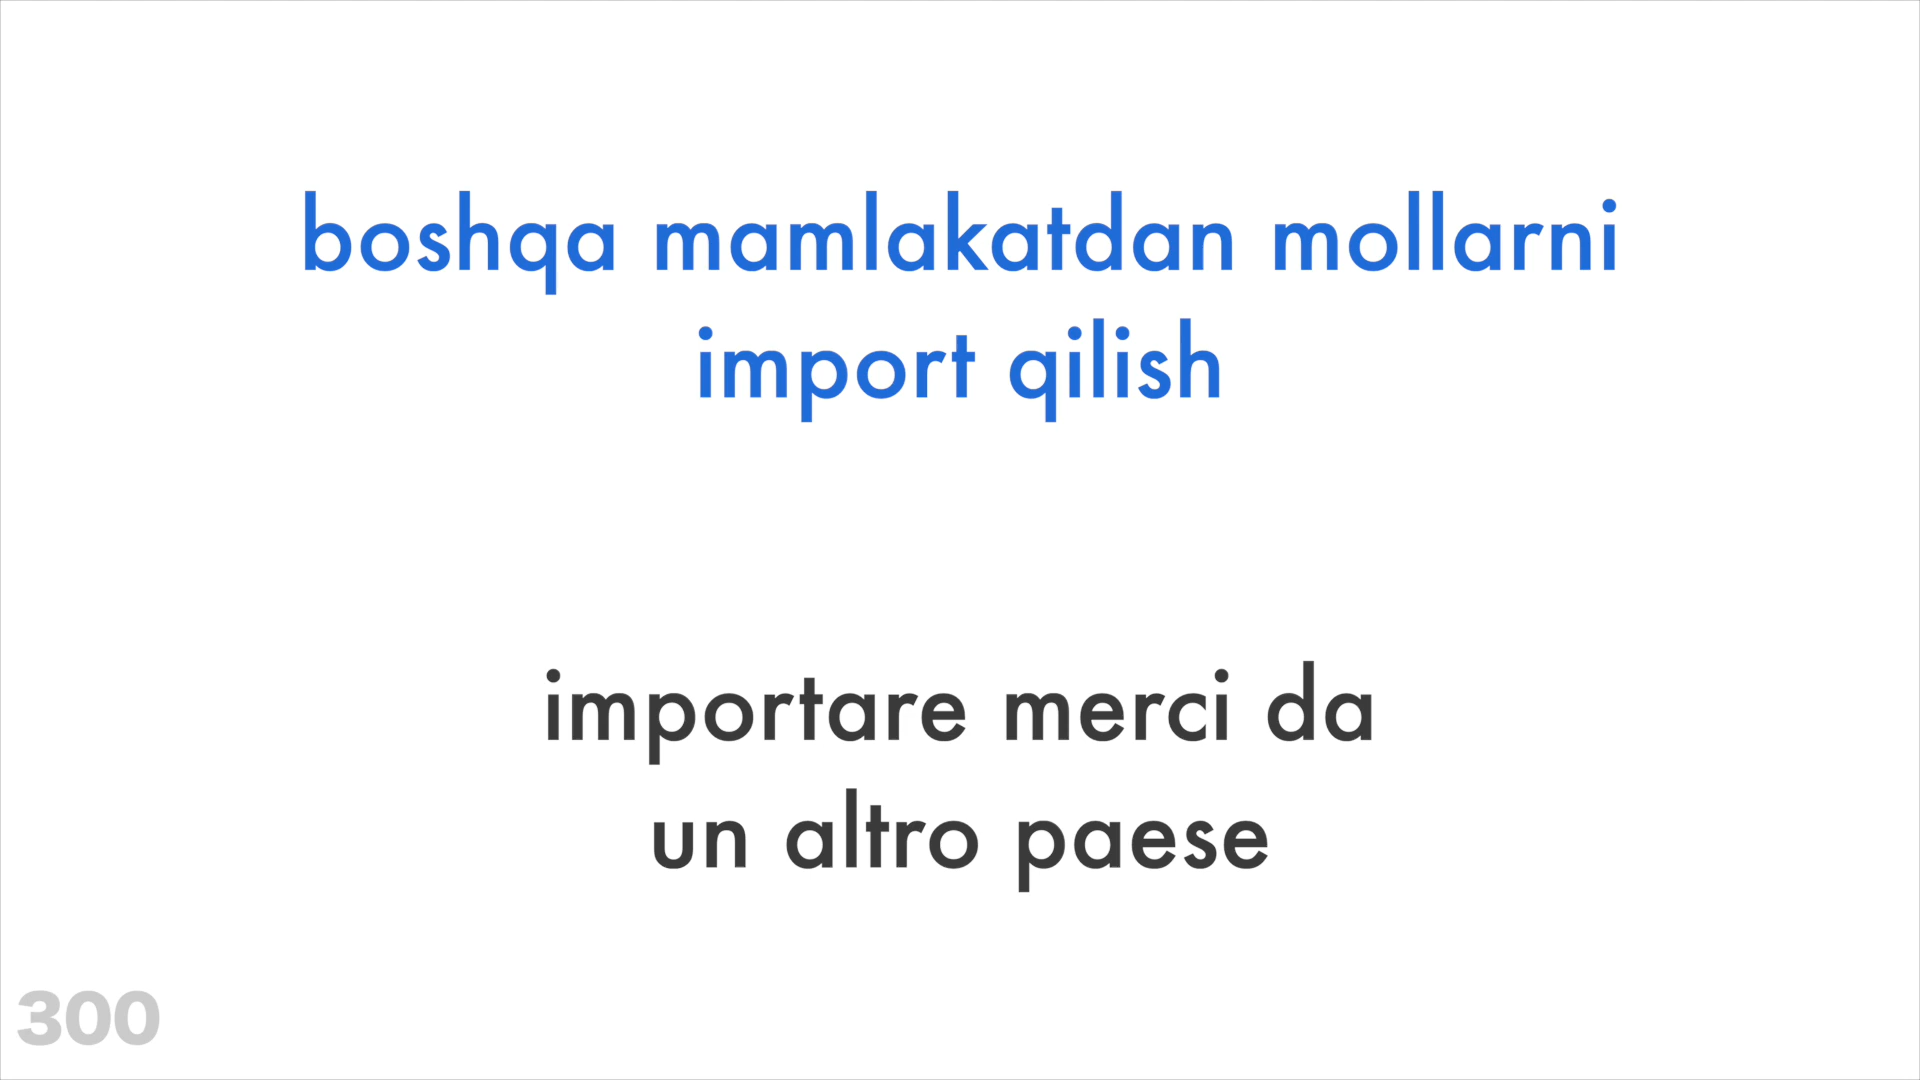 boshqa mamlakatdan mollarni
import qilish
importare merci da
un altro paese
300